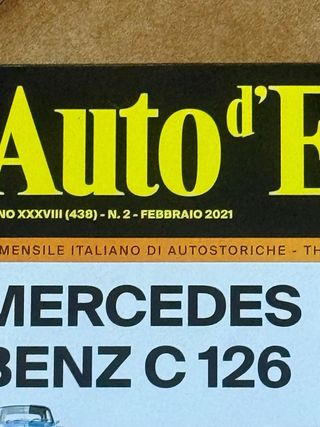 Auto d'E
NO XXXVIII (438) - N. 2 - FEBBRAIO 2021
MENSILE ITALIANO DI AUTOSTORICHE - TH
MERCEDES
BENZ C 126